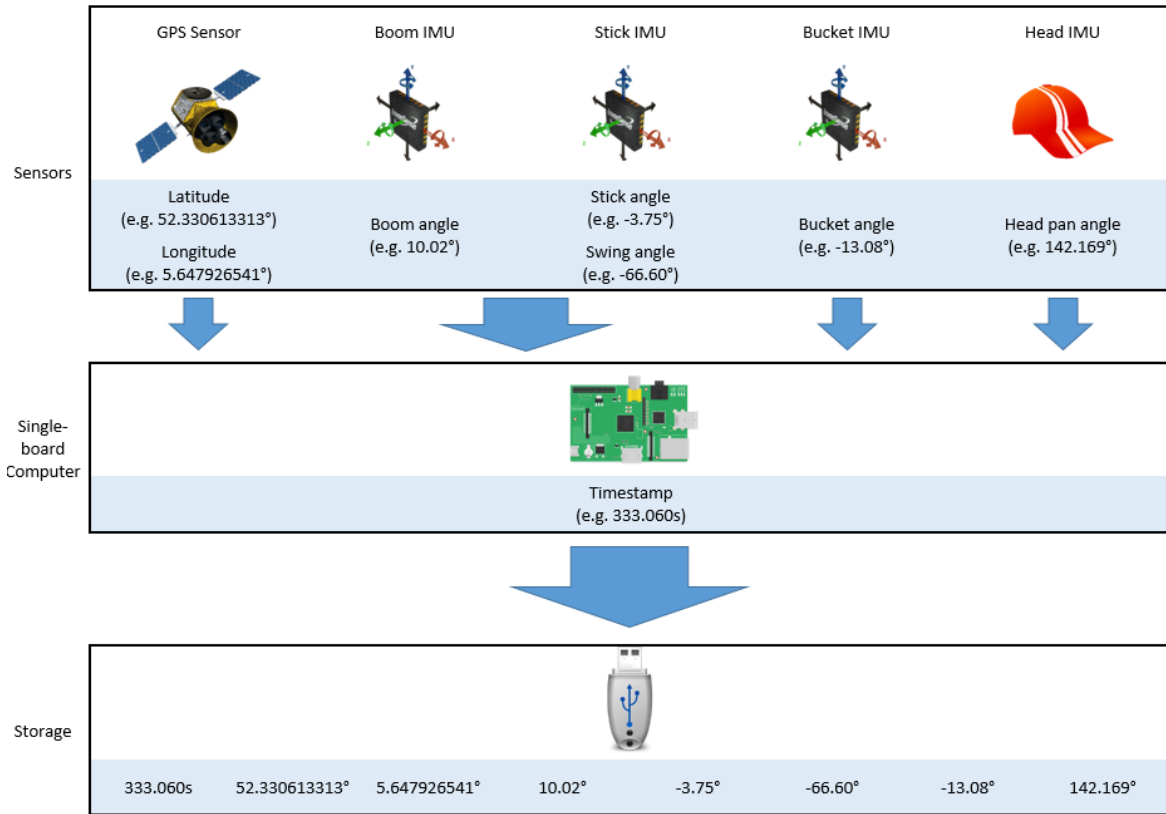 GPS Sensor
Boom IMU
Stick IMU
Bucket IMU
Head IMU
Sensors
Latitude
(e.g. 52.330613313°)
Longitude
(e.g. 5.647926541°)
Boom angle
(e.g. 10.02°)
Stick angle
(e.g. -3.75°)
Swing angle
(e.g. -66.60°)
Bucket angle
(e.g. -13.08°)
Head pan angle
(e.g. 142.169°)
Single-
board
Computer
Timestamp
(e.g. 333.060s)
Storage
333.060s 52.330613313° 5.647926541° 10.02° -3.75° -66.60° -13.08° 142.169°